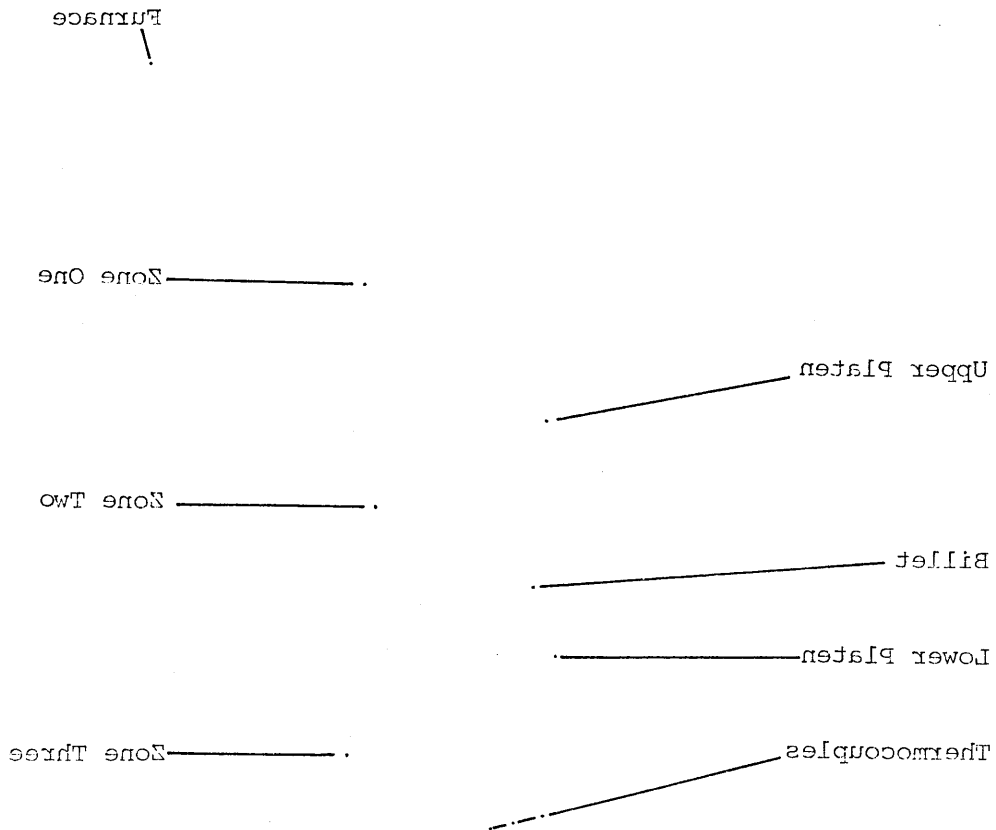 Furnace
Zone One
Upper Platen
Zone Two
Billet
Lower Platen
Zone Three
Thermocouples